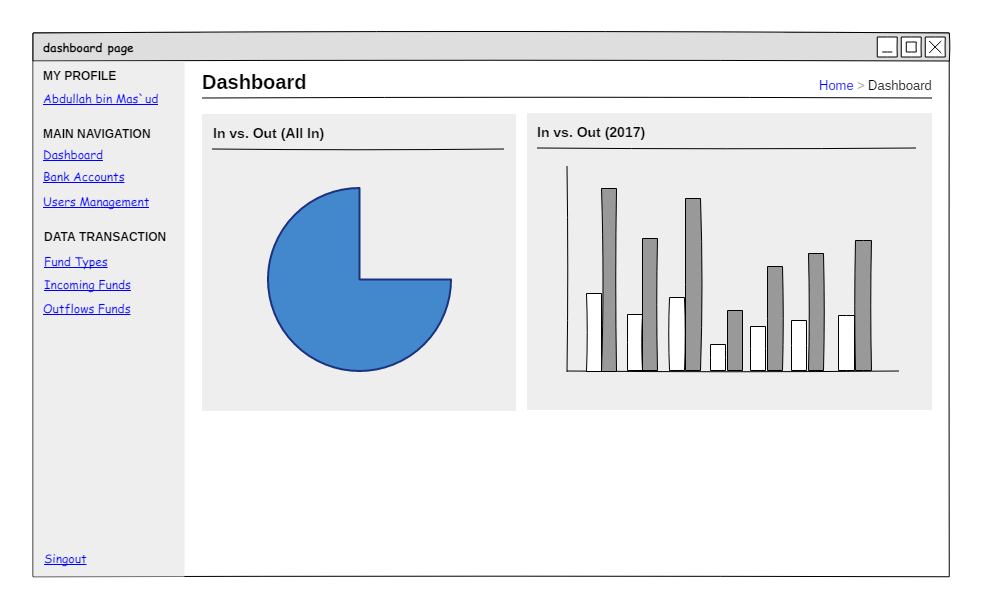 dashboard page
MY PROFILE
Abdullah bin Mas`ud
MAIN NAVIGATION
Dashboard
Bank Accounts
Users Management
DATA TRANSACTION
Fund Types
Incoming Funds
Outflows Funds
Singout
Dashboard
Home > Dashboard
In vs. Out (All In)
In vs. Out (2017)